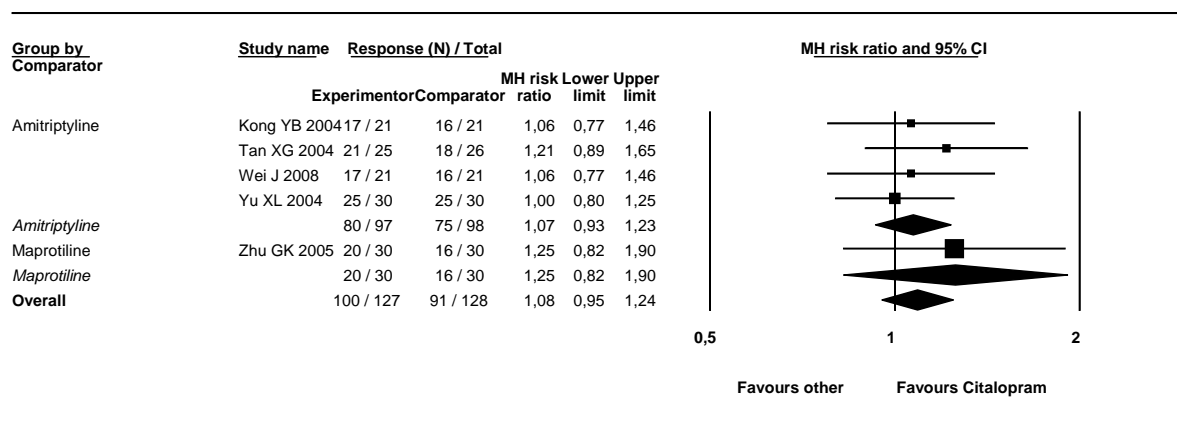 Group by Study name Response (N) / Total MH risk ratio and 95% CI
Comparator
MH risk Lower Upper
Experimentor Comparator ratio limit limit
Amitriptyline Kong YB 2004 17 / 21 16 / 21 1,06 0,77 1,46
Tan XG 2004 21 / 25 18 / 26 1,21 0,89 1,65
Wei J 2008 17 / 21 16 / 21 1,06 0,77 1,46
Yu XL 2004 25 / 30 25 / 30 1,00 0,80 1,25
Amitriptyline 80 / 97 75 / 98 1,07 0,93 1,23
Maprotiline Zhu GK 2005 20 / 30 16 / 30 1,25 0,82 1,90
Maprotiline 20 / 30 16 / 30 1,25 0,82 1,90
Overall 100 / 127 91 / 128 1,08 0,95 1,24
0,5 1 2
Favours other Favours Citalopram